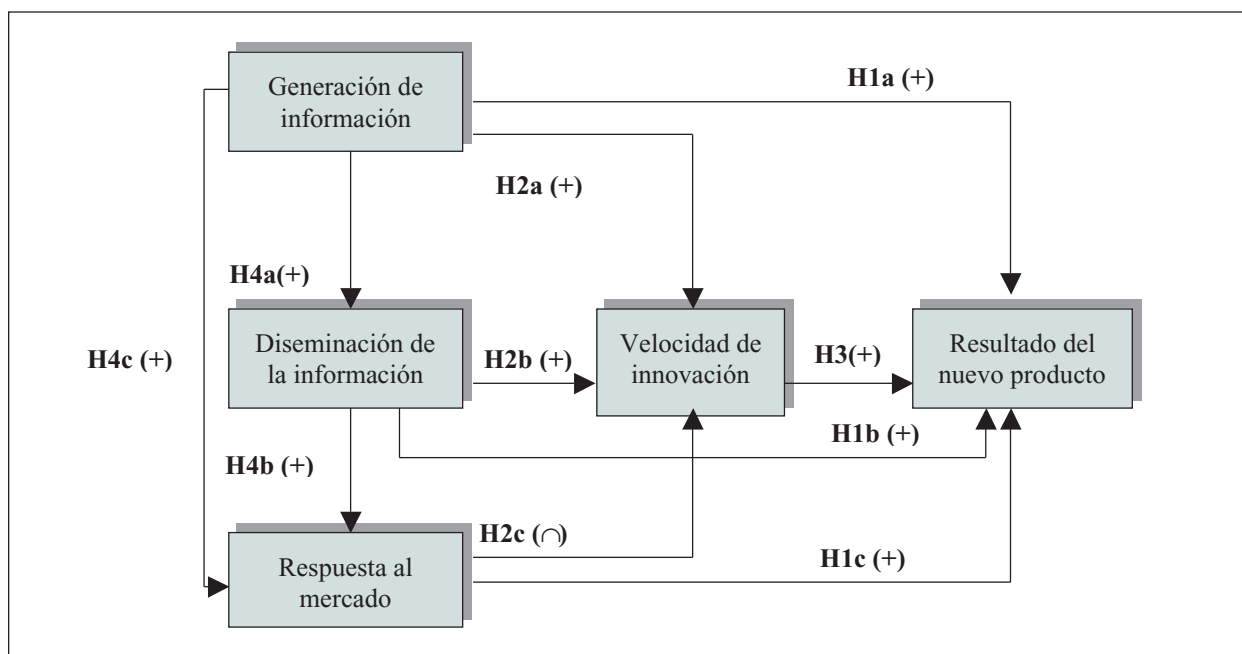 Generación de
información
H1a (+)
H2a (+)
H4a(+)
H4c (+)
Diseminación de
la información
H2b (+)
Velocidad de
innovación
H3(+)
Resultado del
nuevo producto
H1b (+)
H4b (+)
H2c (∩)
H1c (+)
Respuesta al
mercado